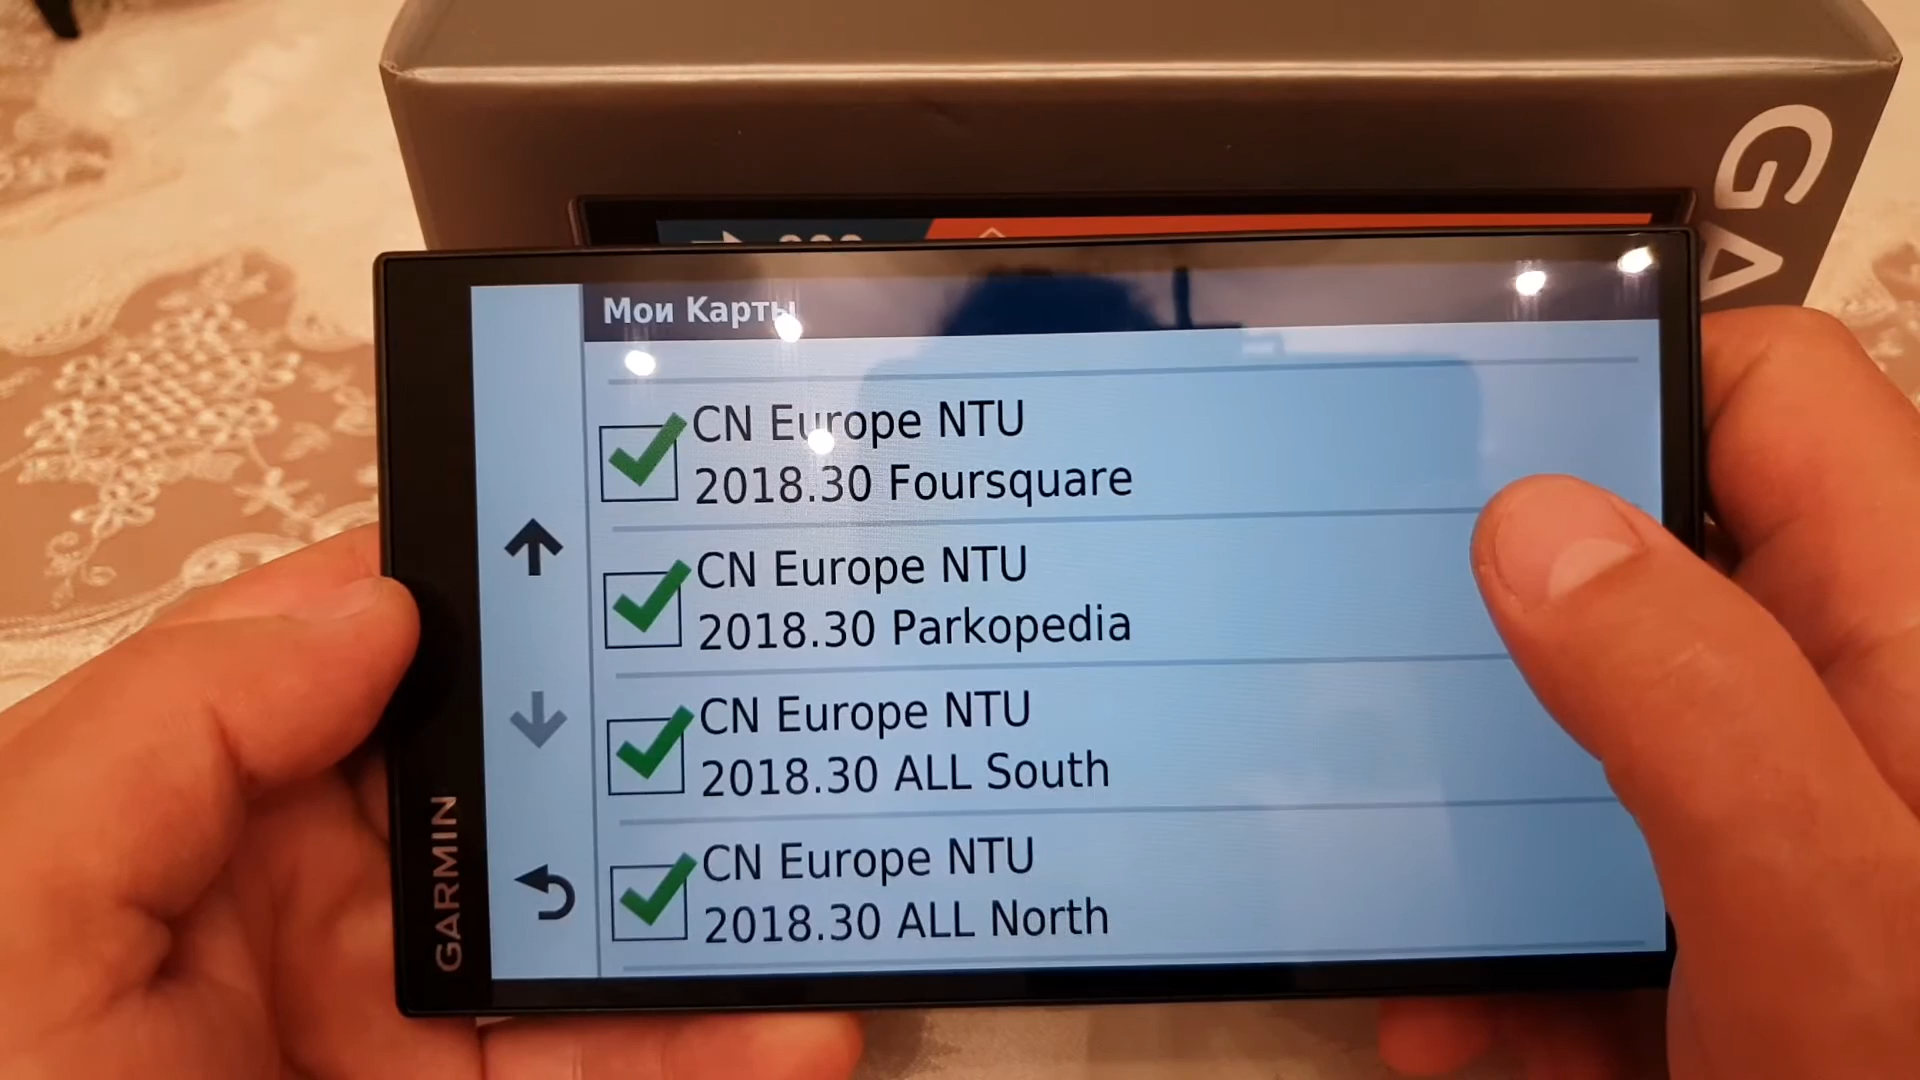 GA
Мои Карты
CN Europe NTU
2018.30 Foursquare
CN Europe NTU
2018.30 Parkopedia
CN Europe NTU
2018.30 ALL South
CN Europe NTU
2018.30 ALL North
GARMIN